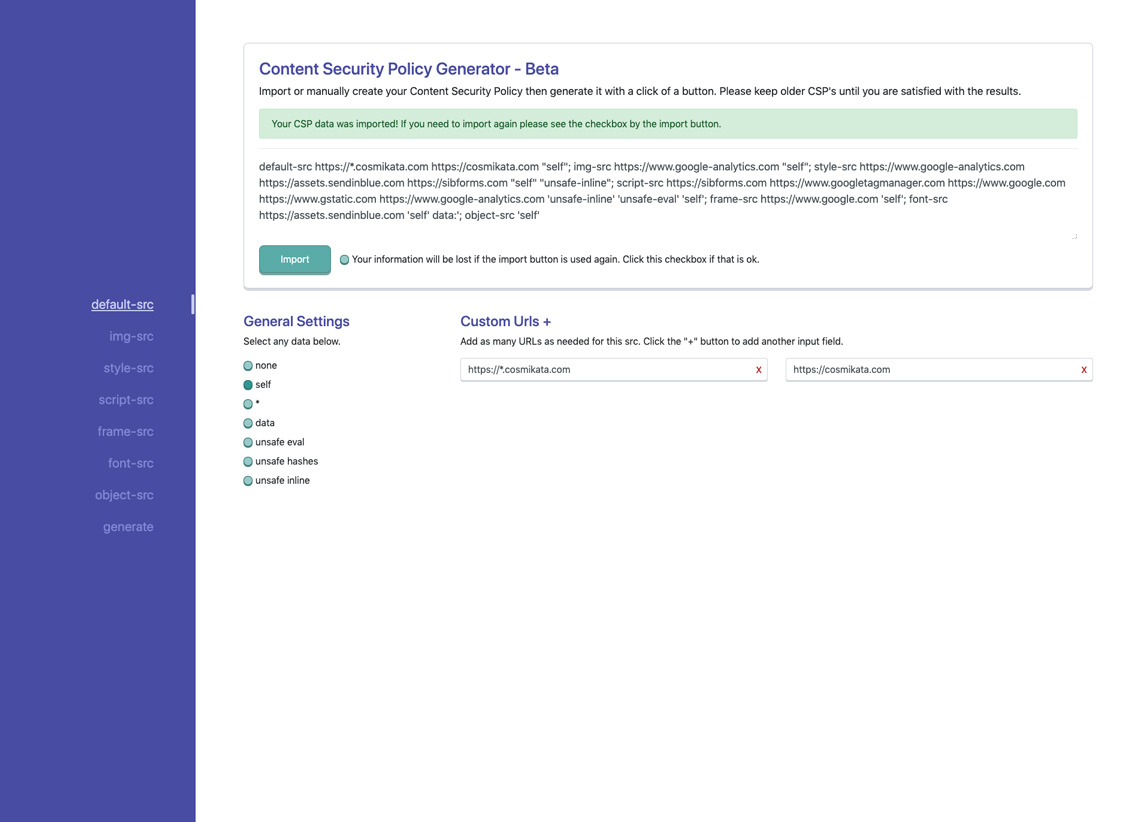 Content Security Policy Generator - Beta
Import or manually create your Content Security Policy then generate it with a click of a button. Please keep older CSP's until you are satisfied with the results.
Your CSP data was imported! If you need to import again please see the checkbox by the import button.
default-src https://*.cosmikata.com https://cosmikata.com "self"; img-src https://www.google-analytics.com "self"; style-src https://www.google-analytics.com
https://assets.sendinblue.com https://sibforms.com "self" "unsafe-inline"; script-src https://sibforms.com https://www.googletagmanager.com https://www.google.com
https://www.gstatic.com https://www.google-analytics.com 'unsafe-inline' 'unsafe-eval' 'self'; frame-src https://www.google.com 'self'; font-src
https://assets.sendinblue.com 'self' data:'; object-src 'self'
Import
Your information will be lost if the import button is used again. Click this checkbox if that is ok.
default-src
img-src
style-src
script-src
frame-src
font-src
object-src
generate
General Settings
Select any data below.
none
self
*
data
unsafe eval
unsafe hashes
unsafe inline
Custom Urls +
Add as many URLs as needed for this src. Click the "+" button to add another input field.
https://*.cosmikata.com x
https://cosmikata.com x